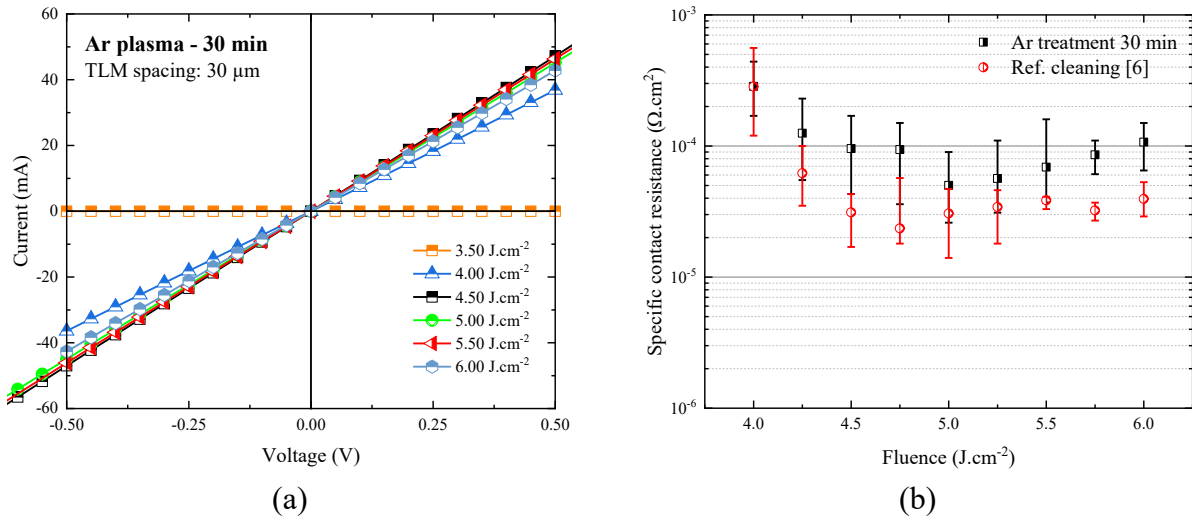 Ar plasma - 30 min
TLM spacing: 30 µm
60
40
20
0
-20
-40
-60
Current (mA)
3.50 J.cm-2
4.00 J.cm-2
4.50 J.cm-2
5.00 J.cm-2
5.50 J.cm-2
6.00 J.cm-2
-0.50 -0.25 0.00 0.25 0.50
Voltage (V)
(a)
Ar treatment 30 min
Ref. cleaning [6]
10-3
10-4
10-5
10-6
Specific contact resistance (Ω.cm2)
4.0 4.5 5.0 5.5 6.0
Fluence (J.cm-2)
(b)